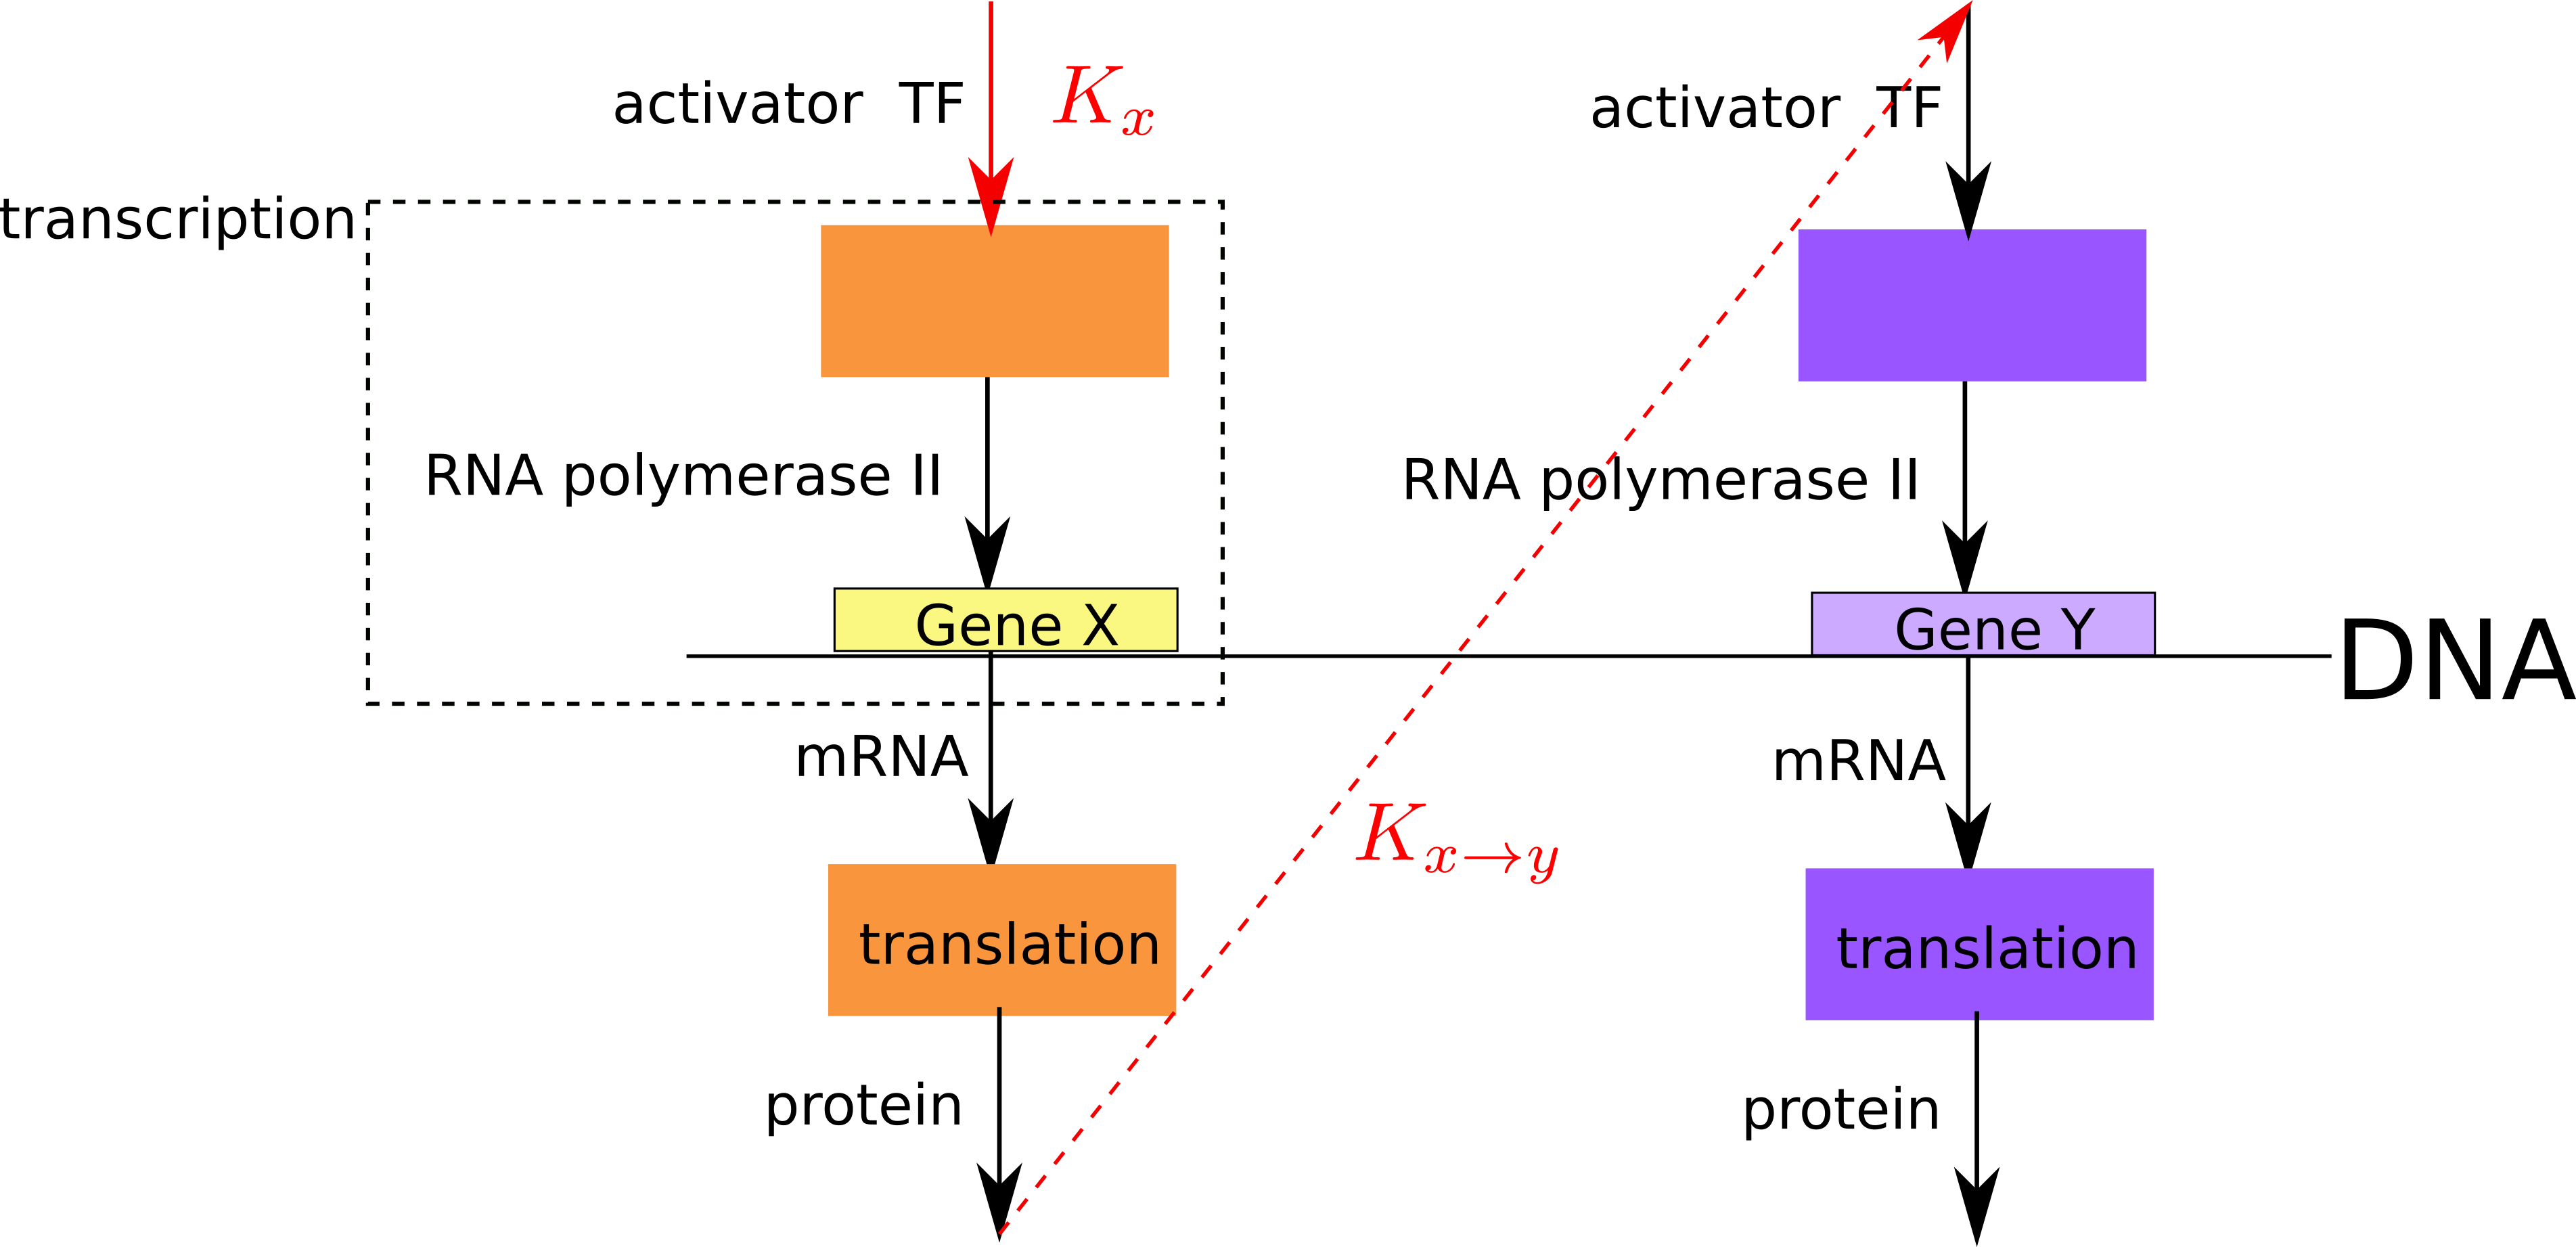 activator TF
K_x
activator TF
transcription
RNA polymerase II
RNA polymerase II
Gene X
Gene Y
DNA
mRNA
mRNA
K_{x→y}
translation
translation
protein
protein